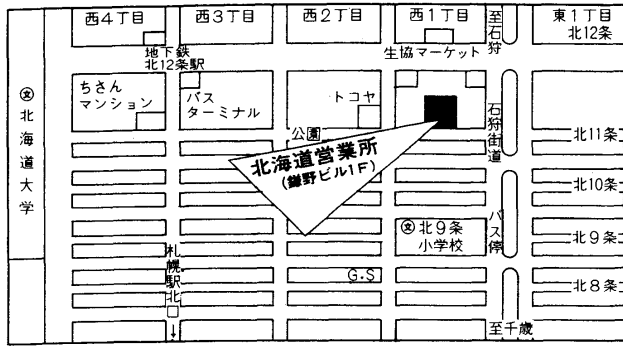 西4丁目
西3丁目
西2丁目
西1丁目
至石狩
東1丁目
北12条
地下鉄
北12条駅
生協マーケット
ちさん
マンション
バス
ターミナル
トコヤ
石狩街道
㊛北海道大学
公園
北11条
北海道営業所
(鎌野ビル1F)
北10条
㊛北9条
小学校
バス停
北9条
札幌駅北口
↓
G.S
北8条
至千歳